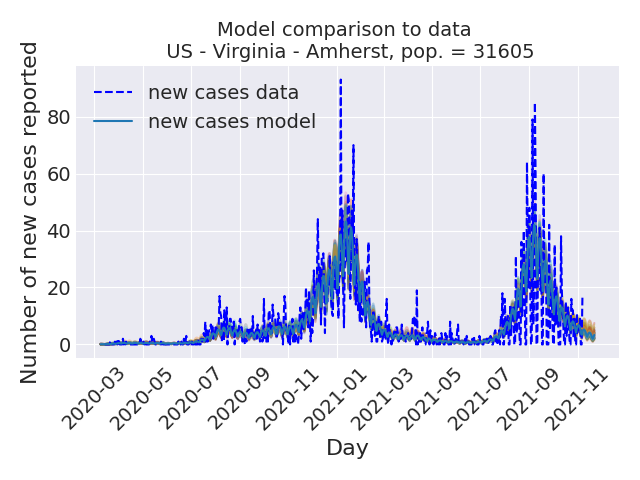 Model comparison to data
US - Virginia - Amherst, pop. = 31605
Number of new cases reported
80
60
40
20
0
new cases data
new cases model
2020-03
2020-05
2020-07
2020-09
2020-11
2021-01
2021-03
2021-05
2021-07
2021-09
2021-11
Day